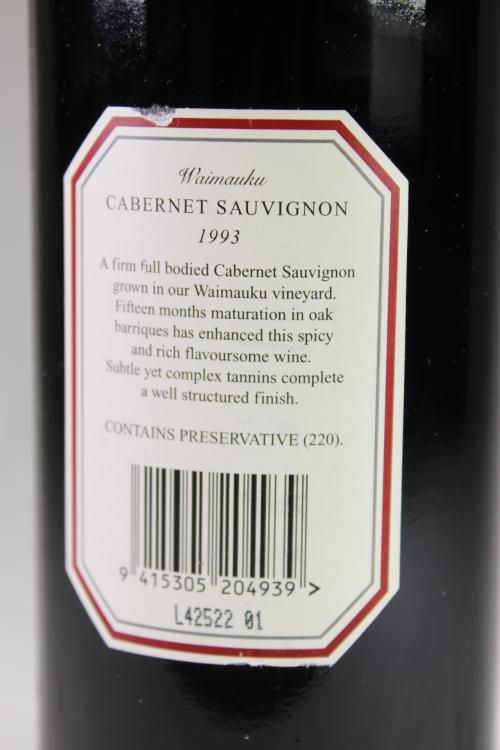 Waimauku
CABERNET SAUVIGNON
1993
A firm full bodied Cabernet Sauvignon
grown in our Waimauku vineyard.
Fifteen months maturation in oak
barriques has enhanced this spicy
and rich flavoursome wine.
Subtle yet complex tannins complete
a well structured finish.
CONTAINS PRESERVATIVE (220).
9 415305 204939 >
L42522 01